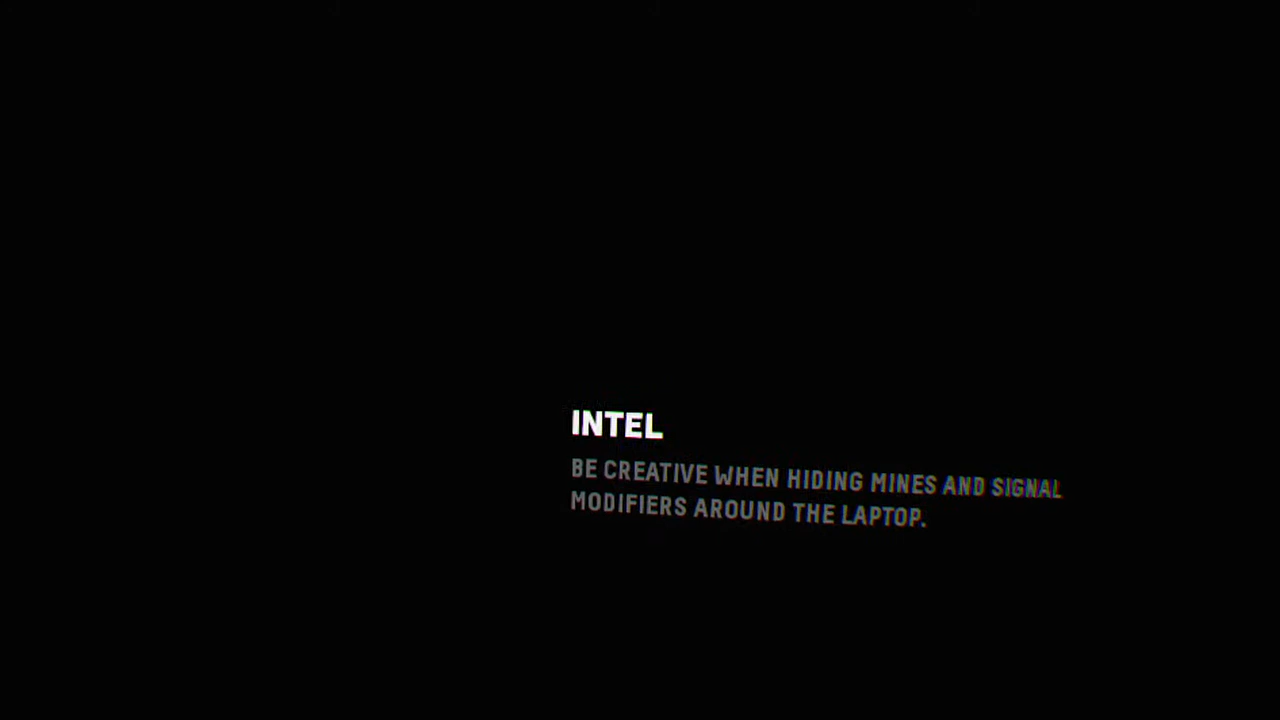 INTEL
BE CREATIVE WHEN HIDING MINES AND SIGNAL
MODIFIERS AROUND THE LAPTOP.